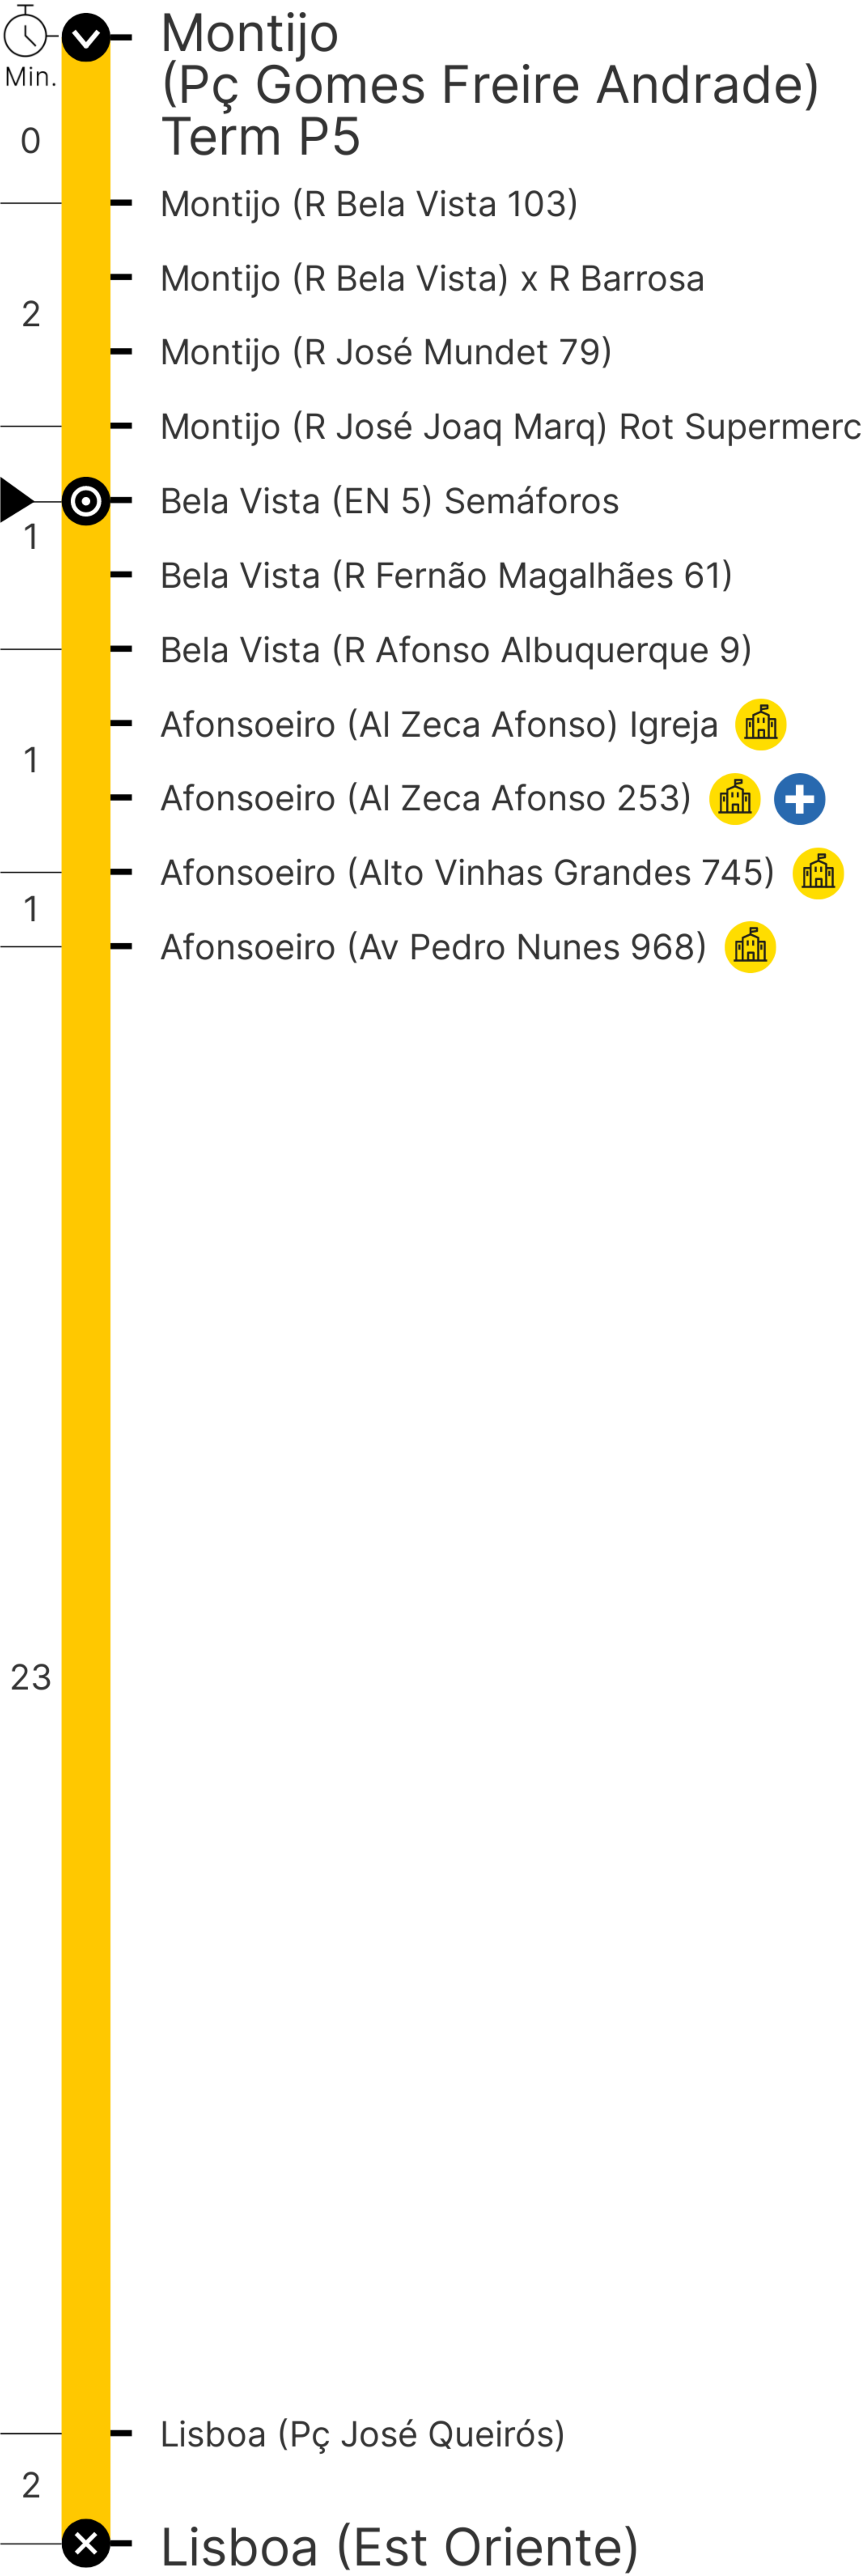 Min.
Montijo
(Pç Gomes Freire Andrade)
Term P5
0
Montijo (R Bela Vista 103)
Montijo (R Bela Vista) x R Barrosa
2
Montijo (R José Mundet 79)
Montijo (R José Joaq Marq) Rot Supermerc
Bela Vista (EN 5) Semáforos
1
Bela Vista (R Fernão Magalhães 61)
Bela Vista (R Afonso Albuquerque 9)
Afonsoeiro (Al Zeca Afonso) Igreja
1
Afonsoeiro (Al Zeca Afonso 253)
Afonsoeiro (Alto Vinhas Grandes 745)
1
Afonsoeiro (Av Pedro Nunes 968)
23
Lisboa (Pç José Queirós)
2
Lisboa (Est Oriente)